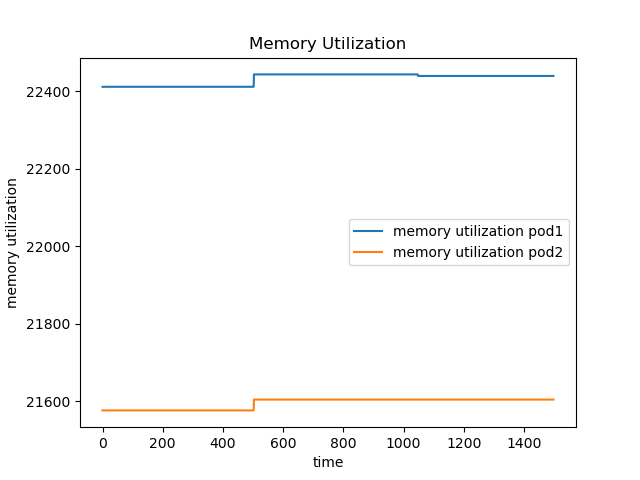 Memory Utilization
22400
22200
22000
21800
21600
memory utilization
memory utilization pod1
memory utilization pod2
0 200 400 600 800 1000 1200 1400
time